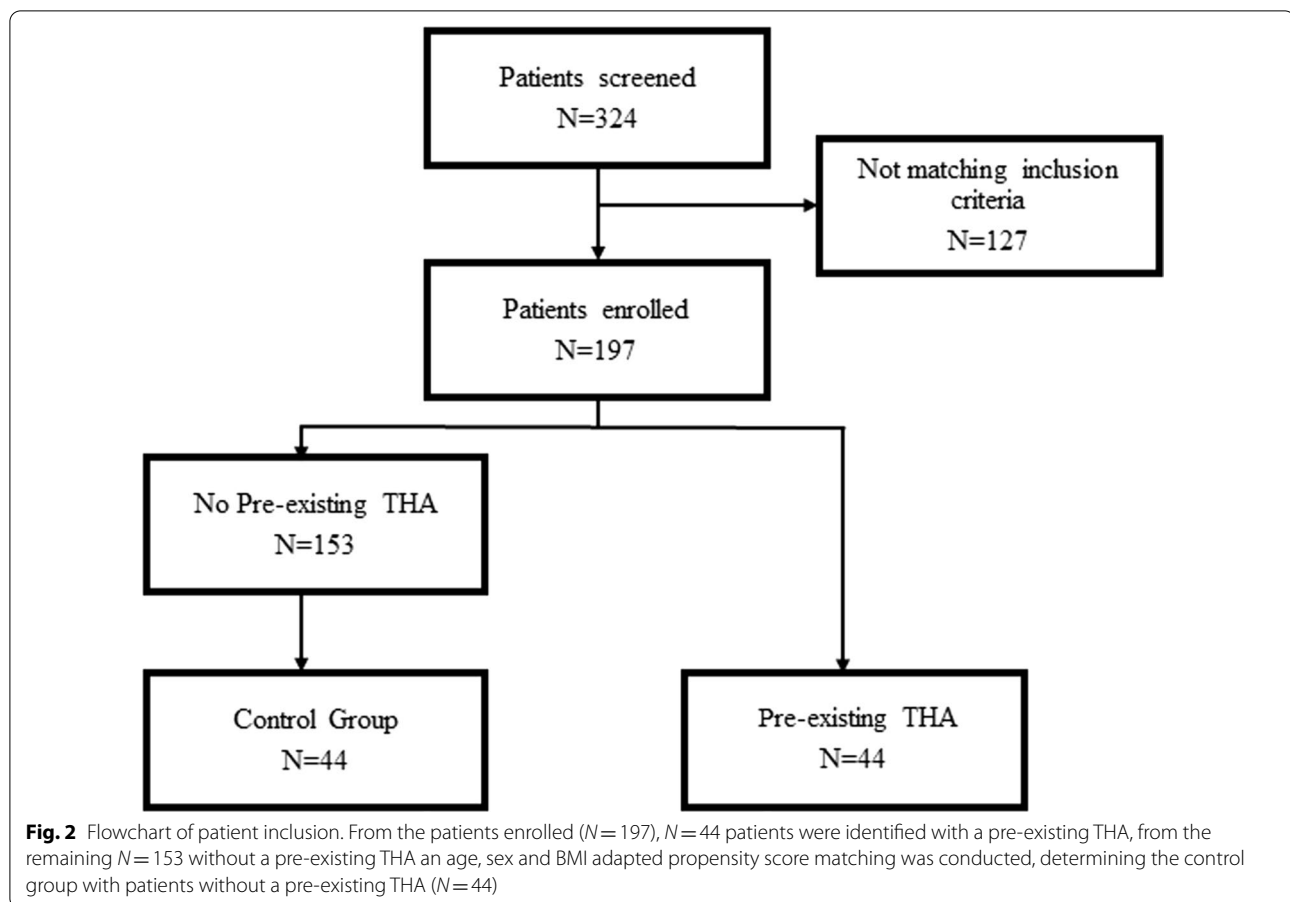 Patients screened
N=324
Not matching inclusion
criteria
N=127
Patients enrolled
N=197
No Pre-existing THA
N=153
Control Group
N=44
Pre-existing THA
N=44
Fig. 2 Flowchart of patient inclusion. From the patients enrolled (N = 197), N = 44 patients were identified with a pre-existing THA, from the
remaining N = 153 without a pre-existing THA an age, sex and BMI adapted propensity score matching was conducted, determining the control
group with patients without a pre-existing THA (N = 44)